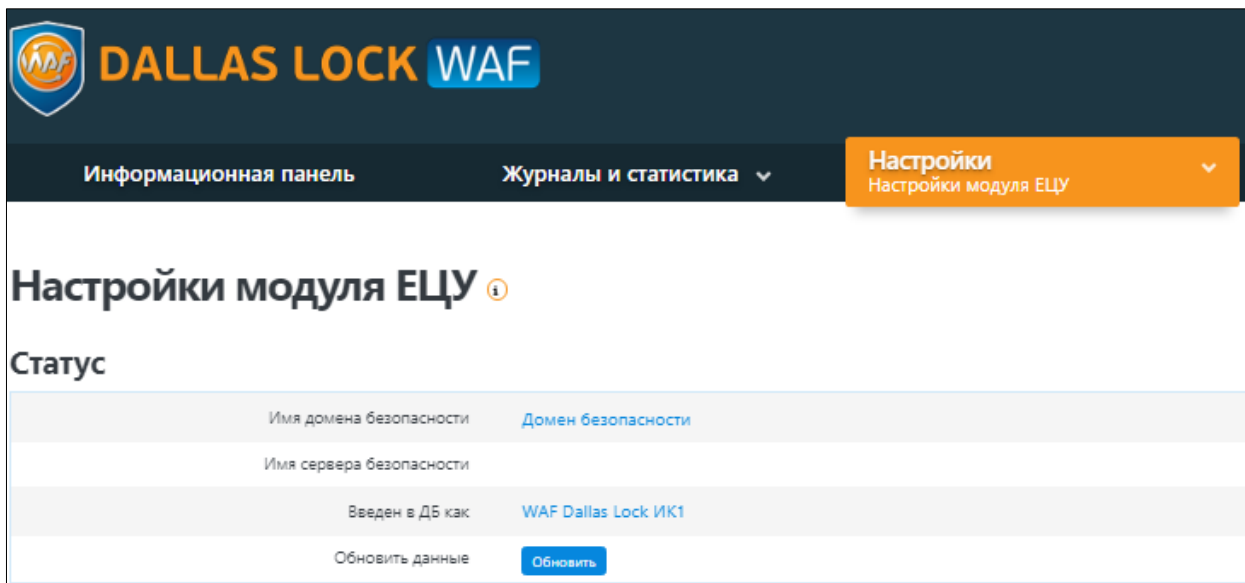 WAF
DALLAS LOCK WAF
Информационная панель
Журналы и статистика
Настройки
Настройки модуля ЕЦУ
Настройки модуля ЕЦУ
Статус
Имя домена безопасности Домен безопасности
Имя сервера безопасности
Введен в ДБ как WAF Dallas Lock ИК1
Обновить данные Обновить